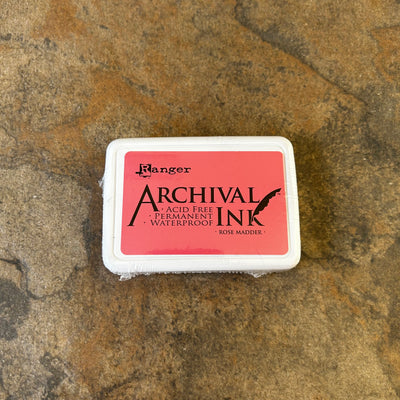 Ranger
ARCHIVAL INK
· ACID FREE
· PERMANENT
· WATERPROOF
· ROSE MADDER ·